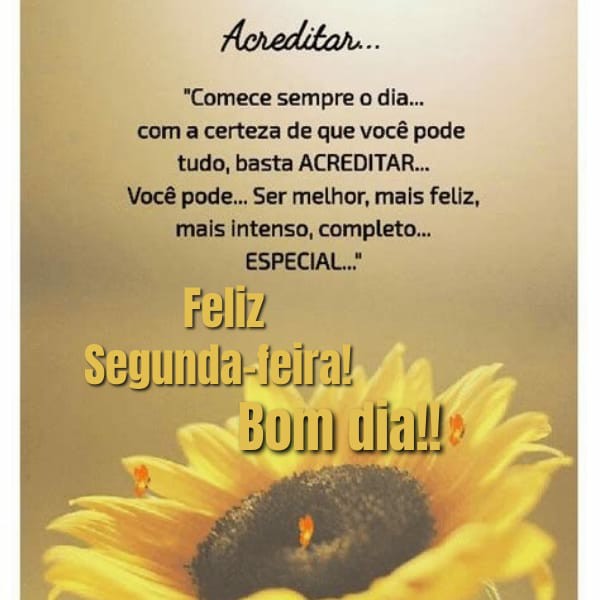 Acreditar...
"Comece sempre o dia...
com a certeza de que você pode
tudo, basta ACREDITAR...
Você pode... Ser melhor, mais feliz,
mais intenso, completo...
ESPECIAL..."
Feliz
Segunda-feira!
Bom dia!!